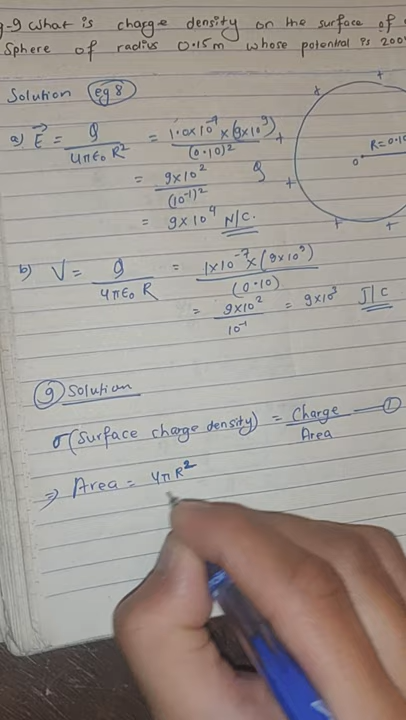 g-9 What is charge density on the surface of
Sphere of radius 0.15m whose potential is 200
Solution (eg 8)
a) E⃗ = q / 4πε₀ R² = 1.0×10⁻⁷ × (9×10⁹) / (0.10)²
= 9×10² / (10⁻¹)² q
= 9×10⁴ N/C.
R=0.10
0
+ + + + + +
b) V = q / 4πε₀ R = 1×10⁻⁷ × (9×10⁹) / (0.10)
= 9×10² / 10⁻¹ = 9×10³ J/C
(9) Solution
σ (Surface charge density) = Charge / Area —①
⇒ Area = 4πR²